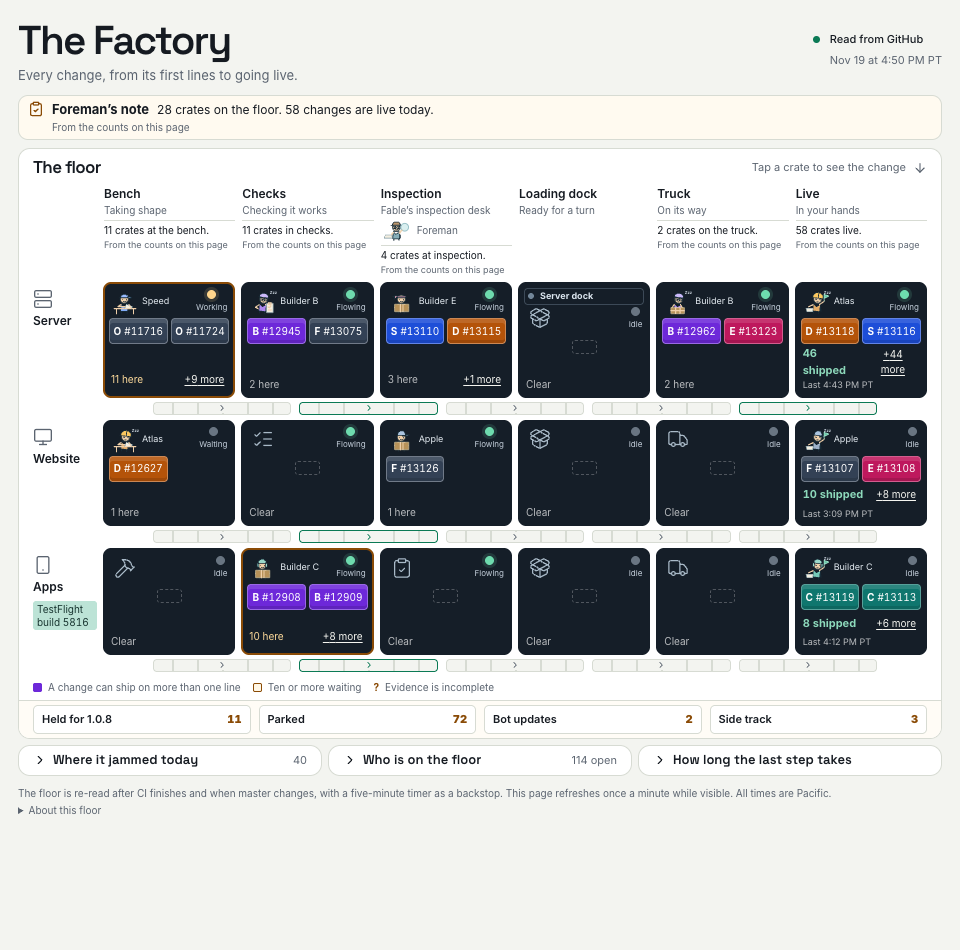 The Factory
Every change, from its first lines to going live.
Read from GitHub
Nov 19 at 4:50 PM PT
Foreman's note 28 crates on the floor. 58 changes are live today.
From the counts on this page
The floor
Tap a crate to see the change
Bench
Taking shape
11 crates at the bench.
From the counts on this page
Checks
Checking it works
11 crates in checks.
From the counts on this page
Inspection
Fable's inspection desk
Foreman
4 crates at inspection.
From the counts on this page
Loading dock
Ready for a turn
Truck
On its way
2 crates on the truck.
From the counts on this page
Live
In your hands
58 crates live.
From the counts on this page
Server
Speed
Working
O #11716 O #11724
11 here +9 more
zzz
Builder B
Flowing
B #12945 F #13075
2 here
Builder E
Flowing
S #13110 D #13115
3 here +1 more
Server dock
Idle
Clear
zzz
Builder B
Flowing
B #12962 E #13123
2 here
zzz
Atlas
Flowing
D #13118 S #13116
46 shipped +44 more
Last 4:43 PM PT
Website
zzz
Atlas
Waiting
D #12627
1 here
Flowing
Clear
Apple
Flowing
F #13126
1 here
Idle
Clear
Idle
Clear
zzz
Apple
Idle
F #13107 E #13108
10 shipped +8 more
Last 3:09 PM PT
Apps
TestFlight build 5816
Idle
Clear
Builder C
Flowing
B #12908 B #12909
10 here +8 more
Flowing
Clear
Idle
Clear
Idle
Clear
zzz
Builder C
Idle
C #13119 C #13113
8 shipped +6 more
Last 4:12 PM PT
A change can ship on more than one line
Ten or more waiting
? Evidence is incomplete
Held for 1.0.8 11
Parked 72
Bot updates 2
Side track 3
Where it jammed today 40
Who is on the floor 114 open
How long the last step takes
The floor is re-read after CI finishes and when master changes, with a five-minute timer as a backstop. This page refreshes once a minute while visible. All times are Pacific.
About this floor